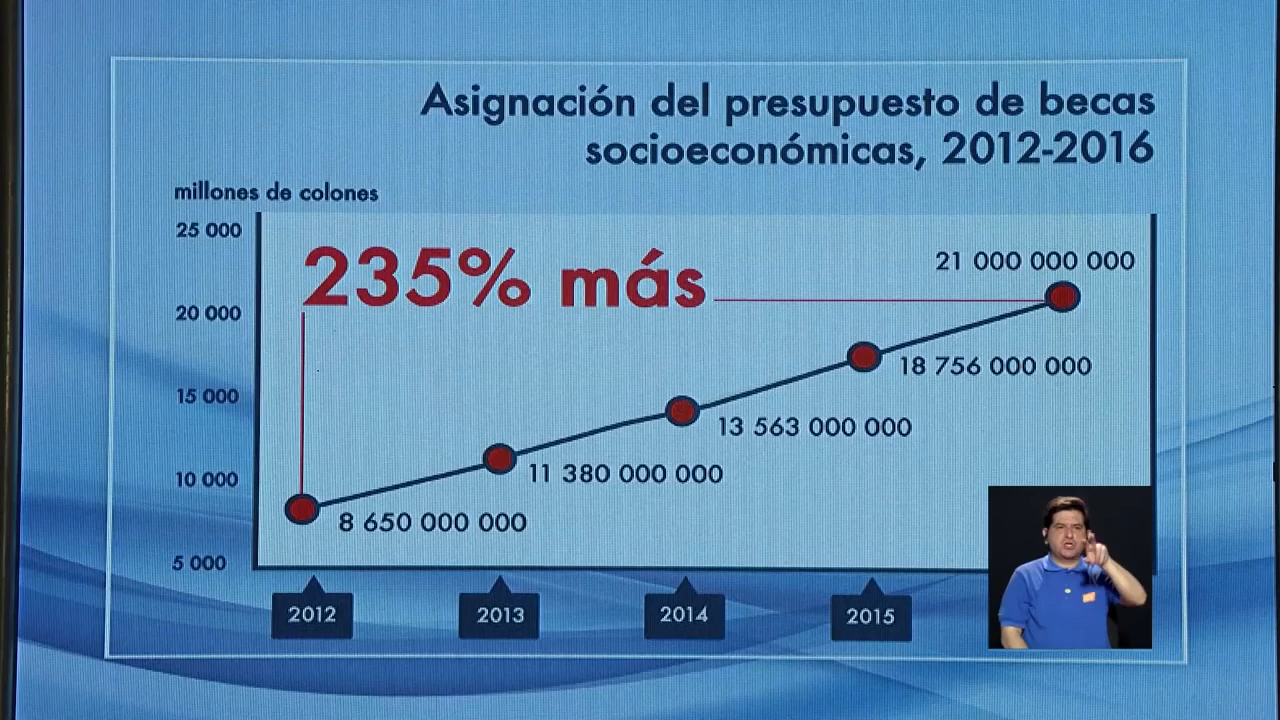 Asignación del presupuesto de becas
socioeconómicas, 2012-2016
millones de colones
25 000
235% más
21 000 000 000
20 000
18 756 000 000
15 000
13 563 000 000
11 380 000 000
10 000
8 650 000 000
5 000
2012
2013
2014
2015